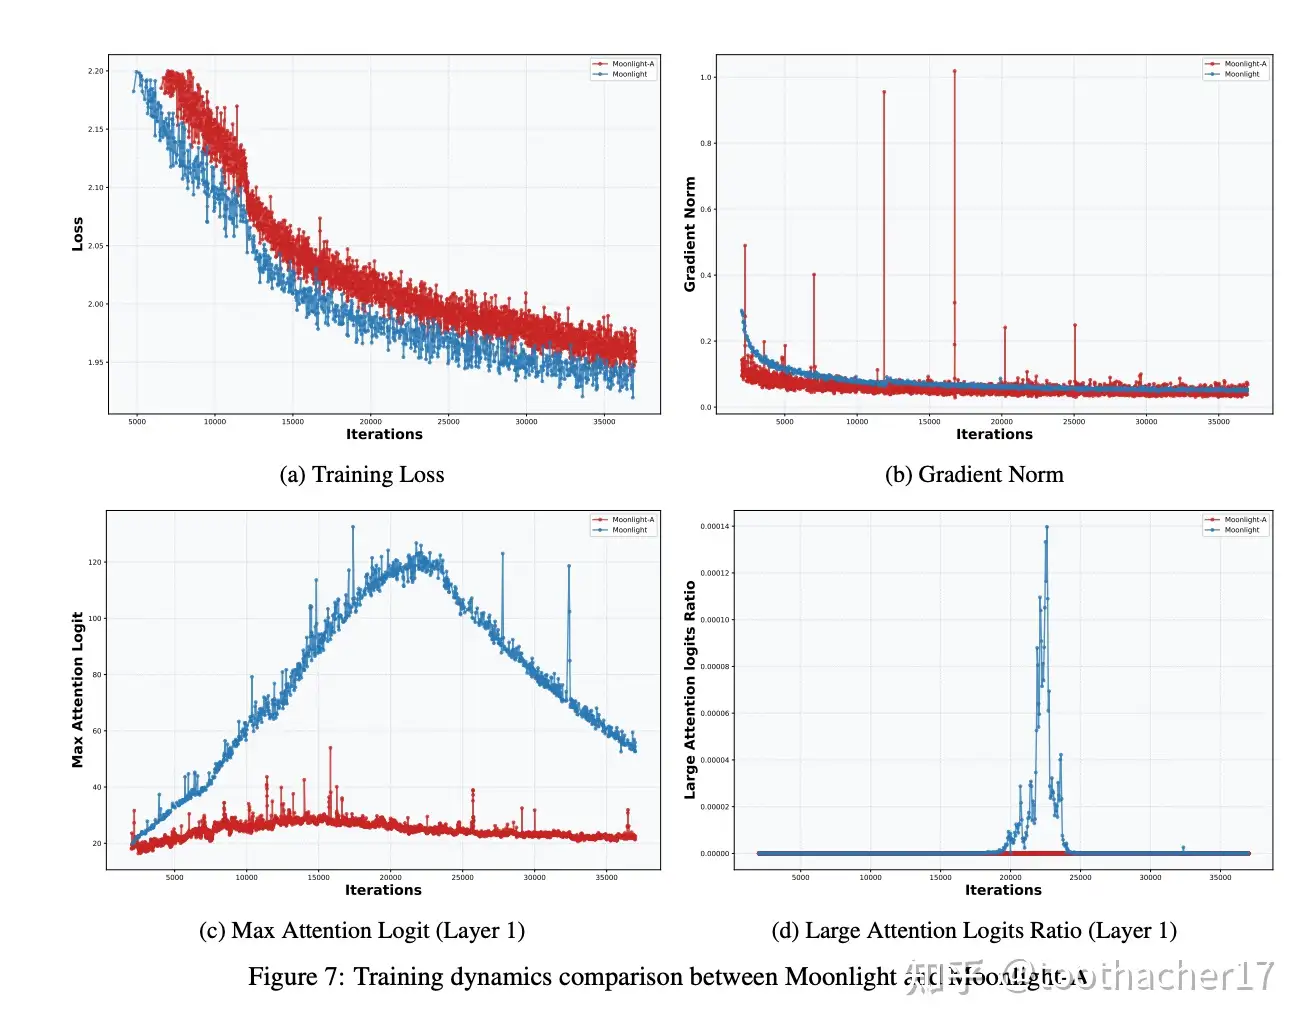 2.20
2.15
2.10
2.05
2.00
1.95
Loss
Moonlight-A
Moonlight
5000 10000 15000 20000 25000 30000 35000
Iterations
(a) Training Loss
1.0
0.8
0.6
0.4
0.2
0.0
Gradient Norm
Moonlight-A
Moonlight
5000 10000 15000 20000 25000 30000 35000
Iterations
(b) Gradient Norm
120
100
80
60
40
20
Max Attention Logit
Moonlight-A
Moonlight
5000 10000 15000 20000 25000 30000 35000
Iterations
(c) Max Attention Logit (Layer 1)
0.00014
0.00012
0.00010
0.00008
0.00006
0.00004
0.00002
0.00000
Large Attention logits Ratio
Moonlight-A
Moonlight
5000 10000 15000 20000 25000 30000 35000
Iterations
(d) Large Attention Logits Ratio (Layer 1)
Figure 7: Training dynamics comparison between Moonlight and Moonlight-A
知乎 @toothacher17